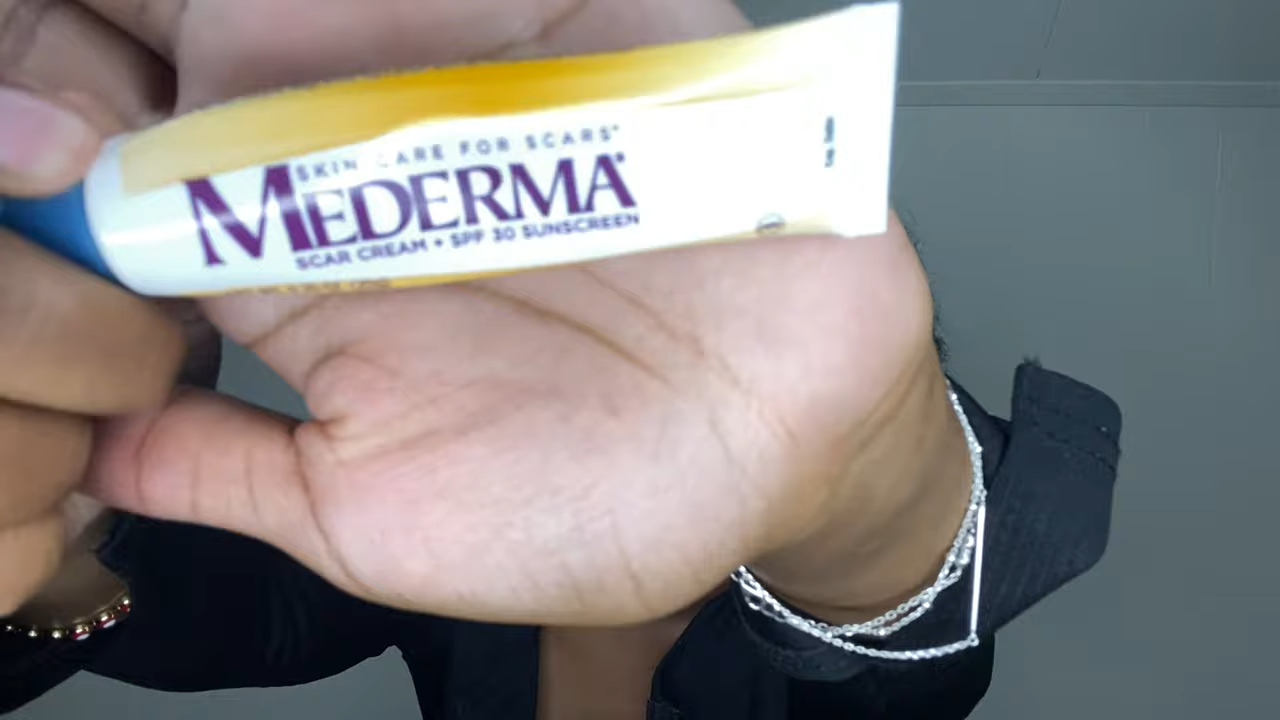 SKIN CARE FOR SCARS®
MEDERMA®
SCAR CREAM • SPF 30 SUNSCREEN